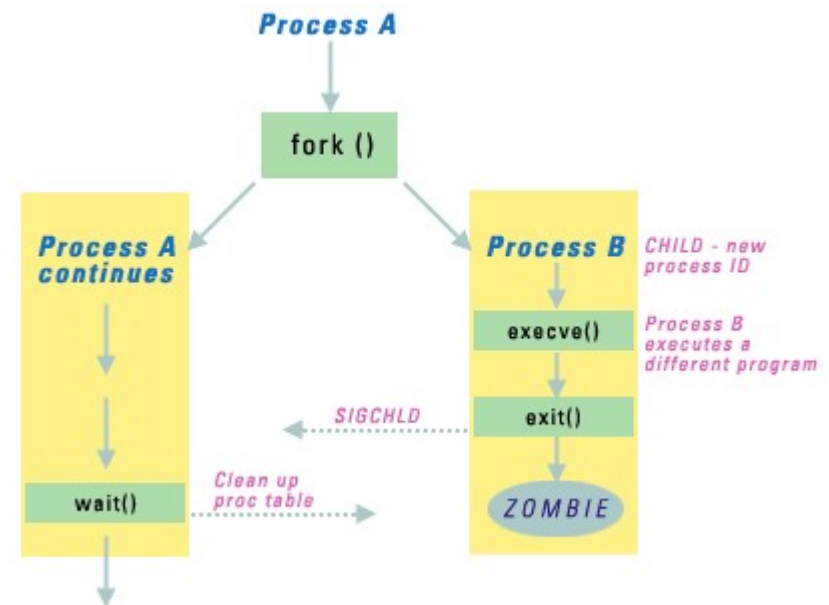 Process A
fork ()
Process A
continues
Process B
CHILD - new
process ID
execve()
Process B
executes a
different program
SIGCHLD
exit()
Clean up
proc table
wait()
ZOMBIE